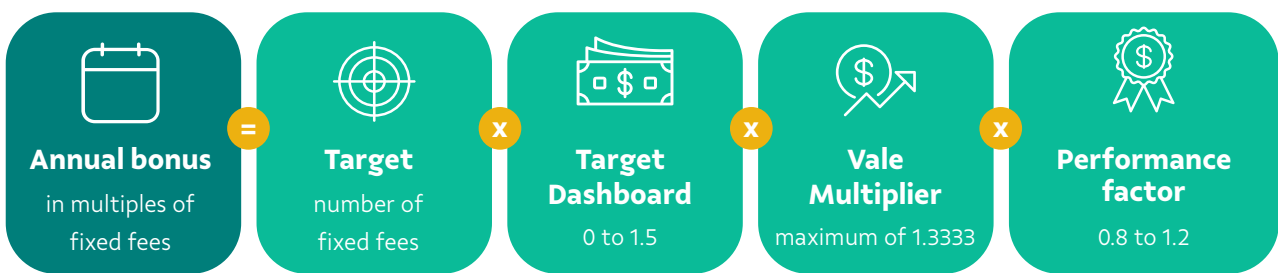 Annual bonus
in multiples of
fixed fees
=
Target
number of
fixed fees
x
$
Target
Dashboard
0 to 1.5
x
$
Vale
Multiplier
maximum of 1.3333
x
$
Performance
factor
0.8 to 1.2